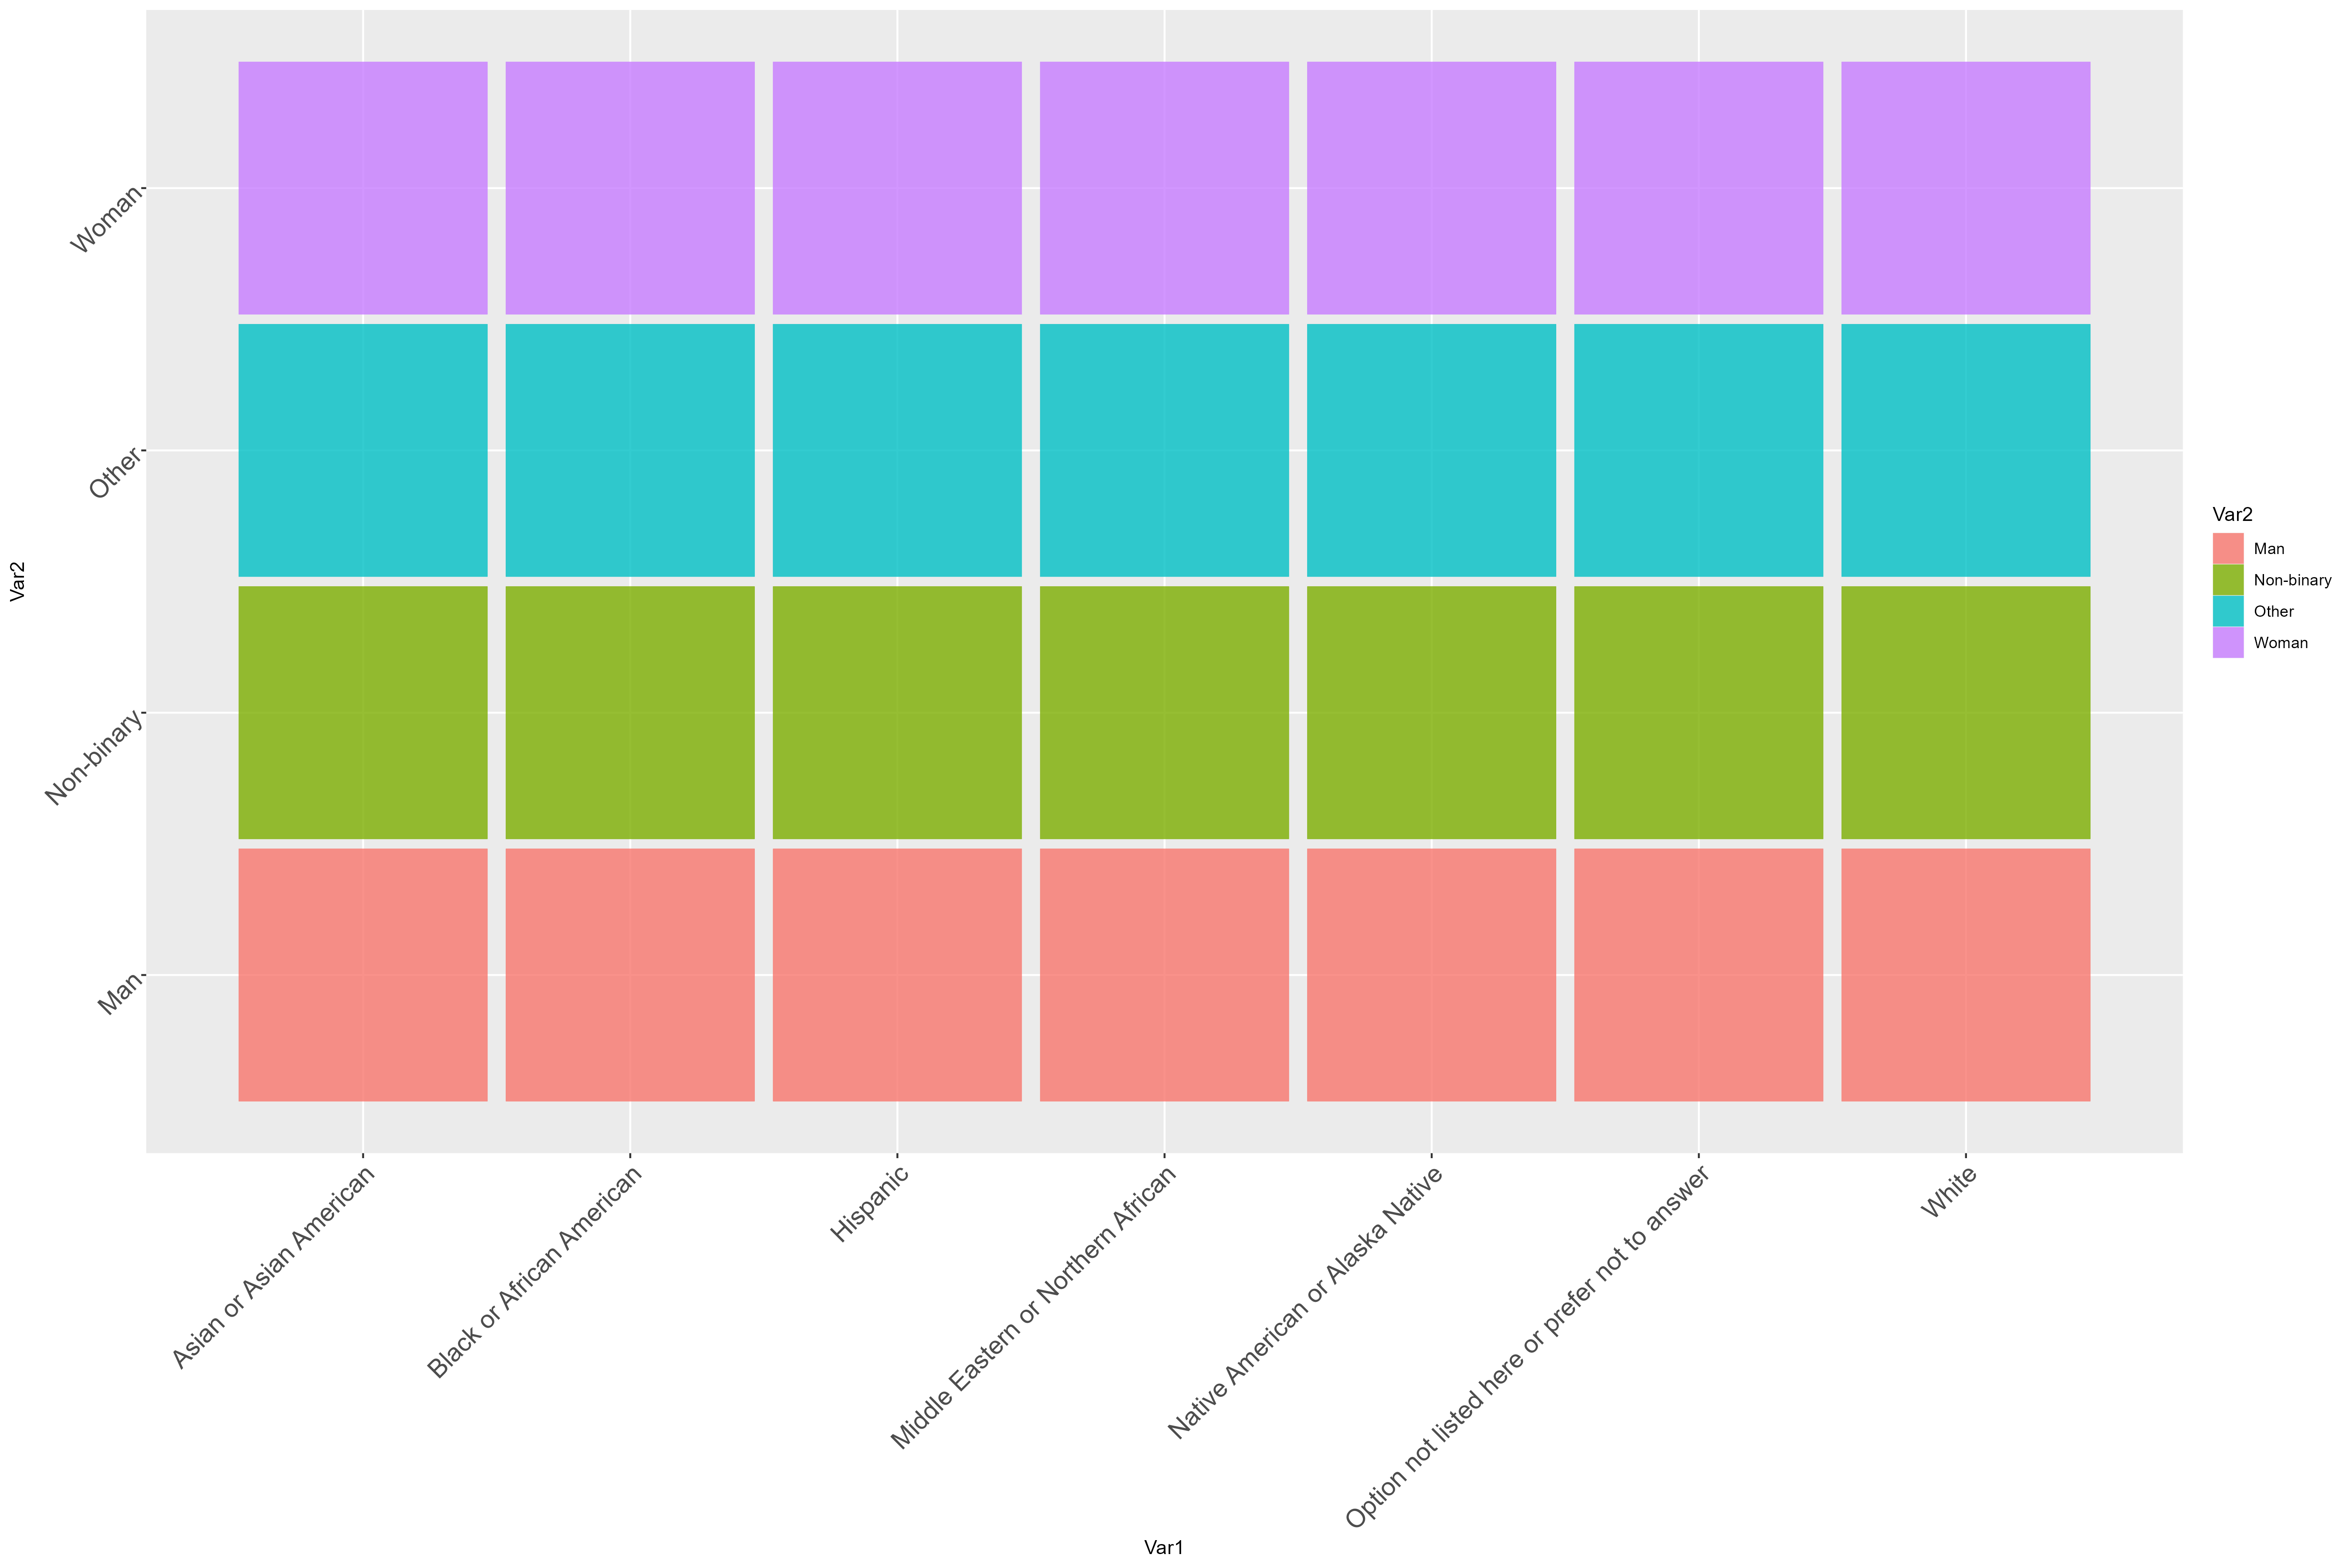 Woman
Other
Non-binary
Man
Var2
Asian or Asian American
Black or African American
Hispanic
Middle Eastern or Northern African
Native American or Alaska Native
Option not listed here or prefer not to answer
White
Var1
Var2
Man
Non-binary
Other
Woman